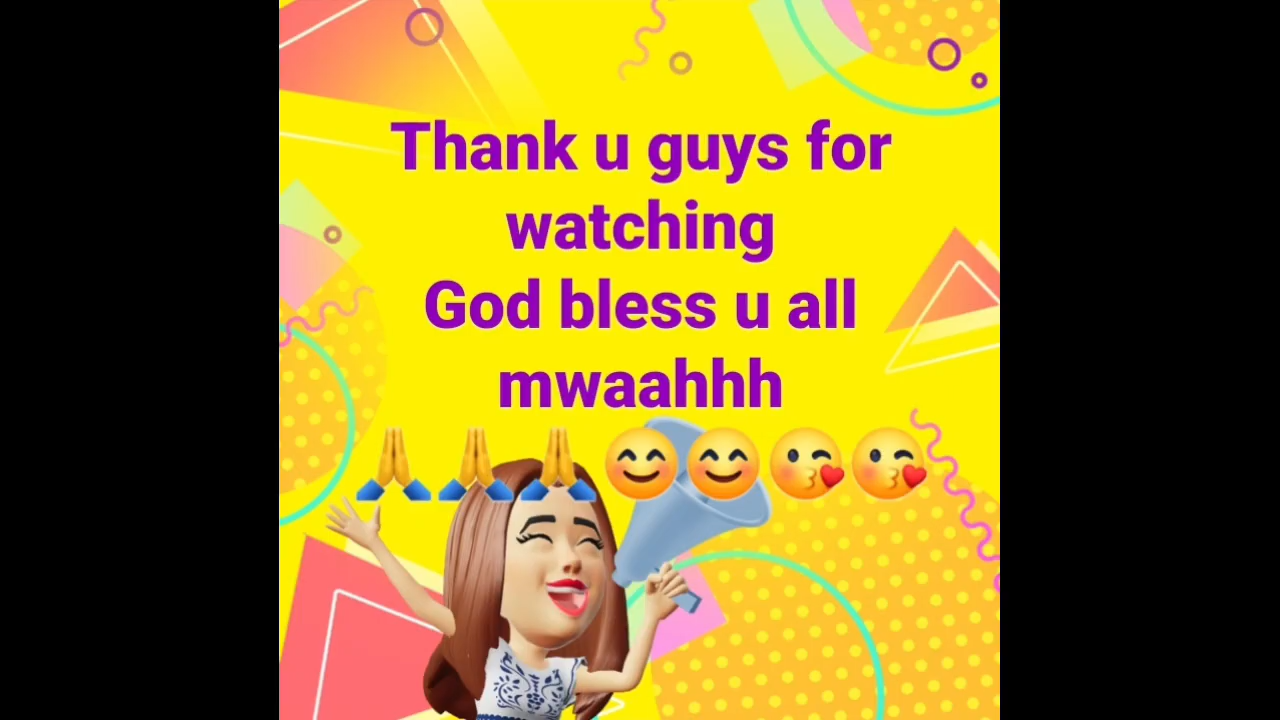 Thank u guys for
watching
God bless u all
mwaahhh
🙏🙏🙏😊😊😘😘